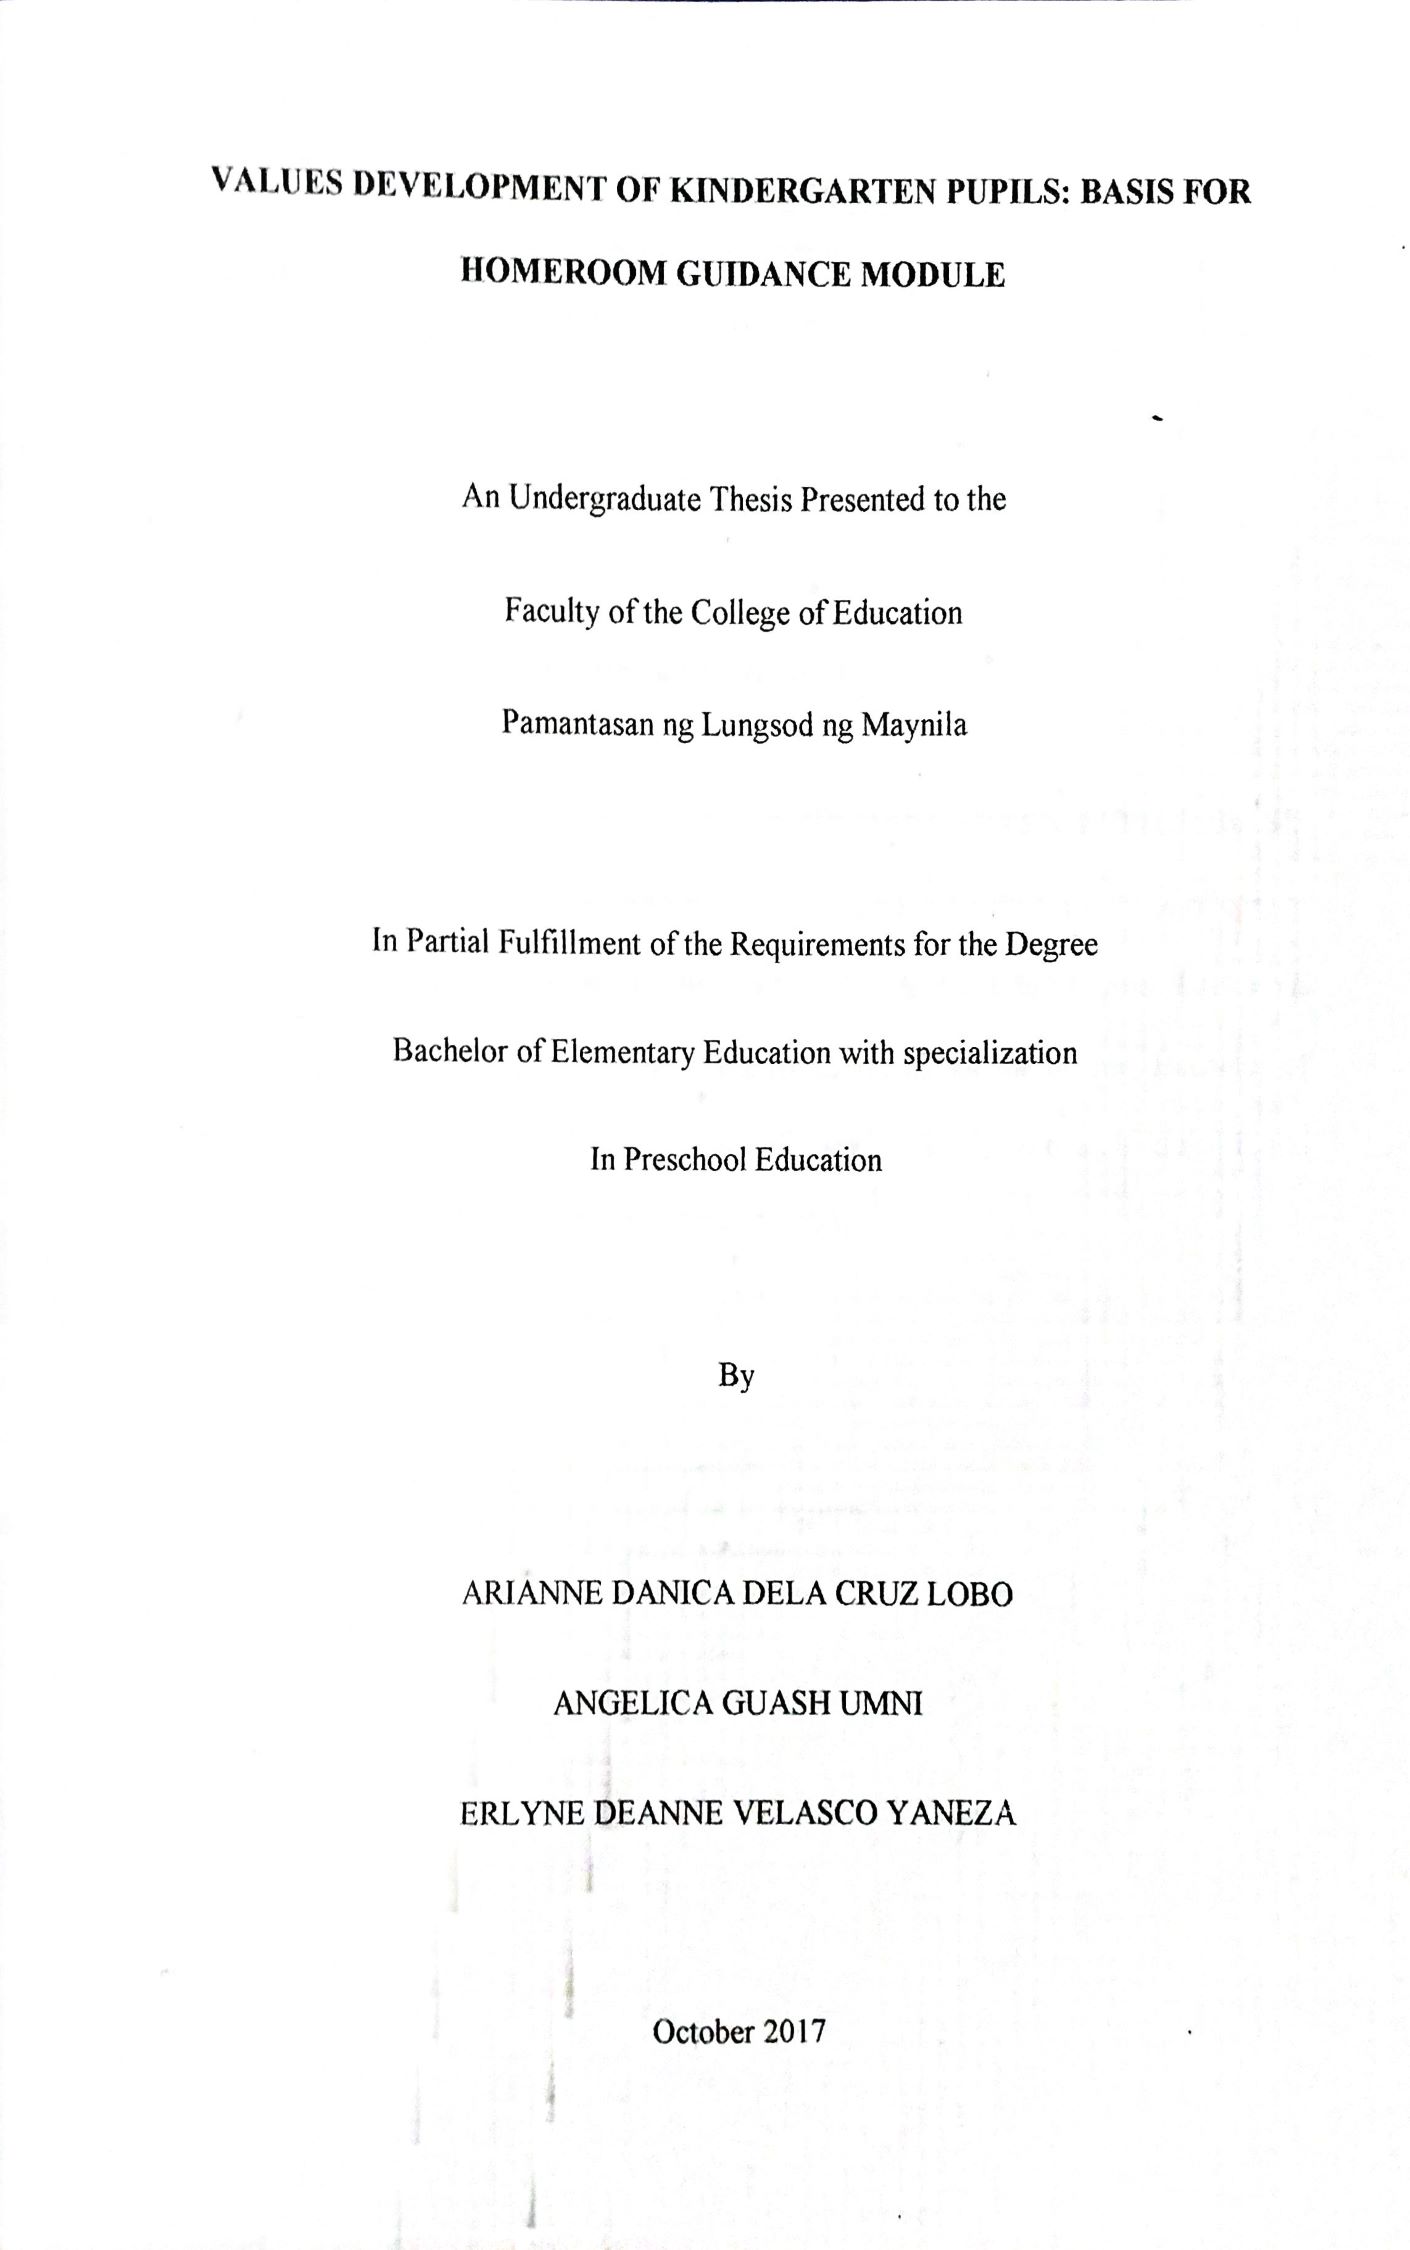 VALUES DEVELOPMENT OF KINDERGARTEN PUPILS: BASIS FOR
HOMEROOM GUIDANCE MODULE
An Undergraduate Thesis Presented to the
Faculty of the College of Education
Pamantasan ng Lungsod ng Maynila
In Partial Fulfillment of the Requirements for the Degree
Bachelor of Elementary Education with specialization
In Preschool Education
By
ARIANNE DANICA DELA CRUZ LOBO
ANGELICA GUASH UMNI
ERLYNE DEANNE VELASCO YANEZA
October 2017